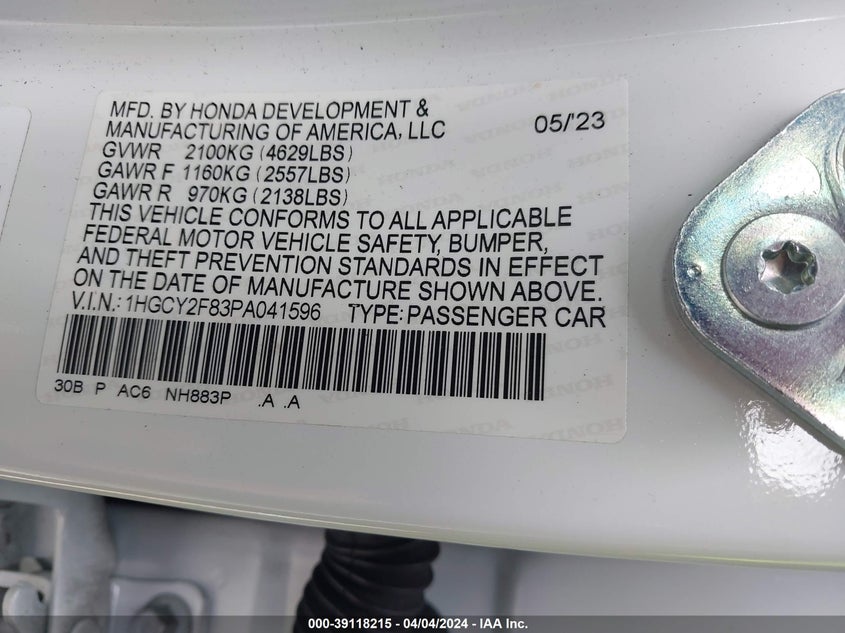 MFD. BY HONDA DEVELOPMENT &
MANUFACTURING OF AMERICA, LLC 05/'23
GVWR 2100KG (4629LBS)
GAWR F 1160KG (2557LBS)
GAWR R 970KG (2138LBS)
THIS VEHICLE CONFORMS TO ALL APPLICABLE
FEDERAL MOTOR VEHICLE SAFETY, BUMPER,
AND THEFT PREVENTION STANDARDS IN EFFECT
ON THE DATE OF MANUFACTURE SHOWN ABOVE.
V.I.N.: 1HGCY2F83PA041596 TYPE: PASSENGER CAR
30B P AC6 NH883P .A .A
000-39118215 - 04/04/2024 - IAA Inc.